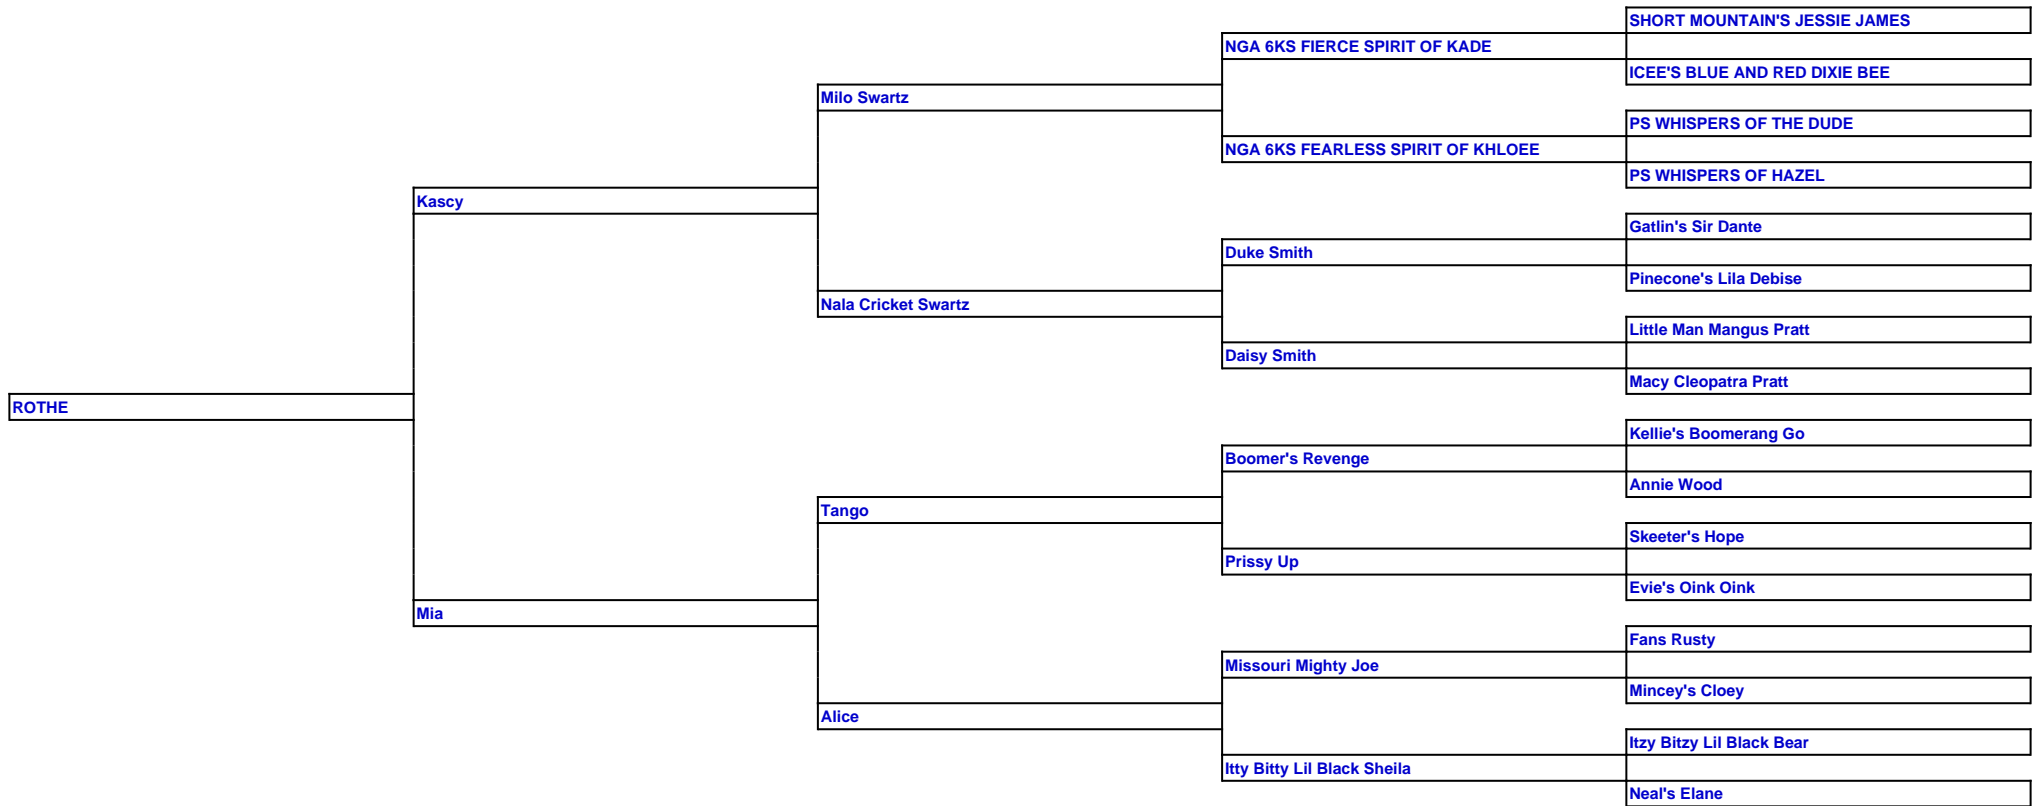 SHORT MOUNTAIN'S JESSIE JAMES
NGA 6KS FIERCE SPIRIT OF KADE
ICEE'S BLUE AND RED DIXIE BEE
Milo Swartz
PS WHISPERS OF THE DUDE
NGA 6KS FEARLESS SPIRIT OF KHLOEE
PS WHISPERS OF HAZEL
Kascy
Gatlin's Sir Dante
Duke Smith
Pinecone's Lila Debise
Nala Cricket Swartz
Little Man Mangus Pratt
Daisy Smith
Macy Cleopatra Pratt
ROTHE
Kellie's Boomerang Go
Boomer's Revenge
Annie Wood
Tango
Skeeter's Hope
Prissy Up
Evie's Oink Oink
Mia
Fans Rusty
Missouri Mighty Joe
Mincey's Cloey
Alice
Itzy Bitzy Lil Black Bear
Itty Bitty Lil Black Sheila
Neal's Elane